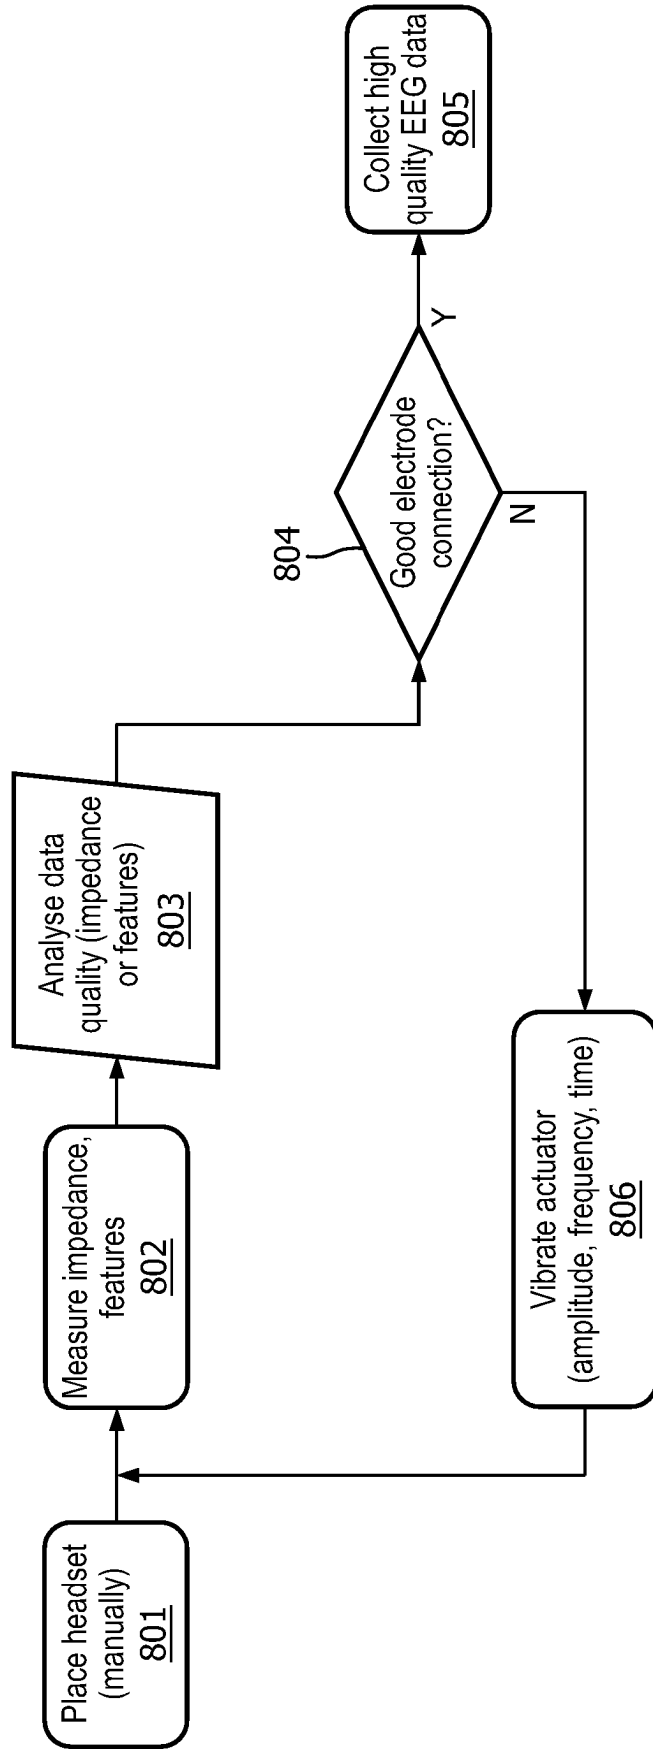 Place headset
(manually)
801
Measure impedance,
features
802
Analyse data
quality (impedance
or features)
803
804
Good electrode
connection?
Y
N
Collect high
quality EEG data
805
Vibrate actuator
(amplitude, frequency, time)
806